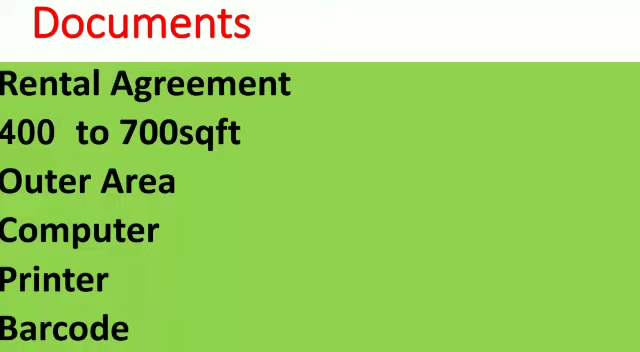 Documents
Rental Agreement
400 to 700sqft
Outer Area
Computer
Printer
Barcode